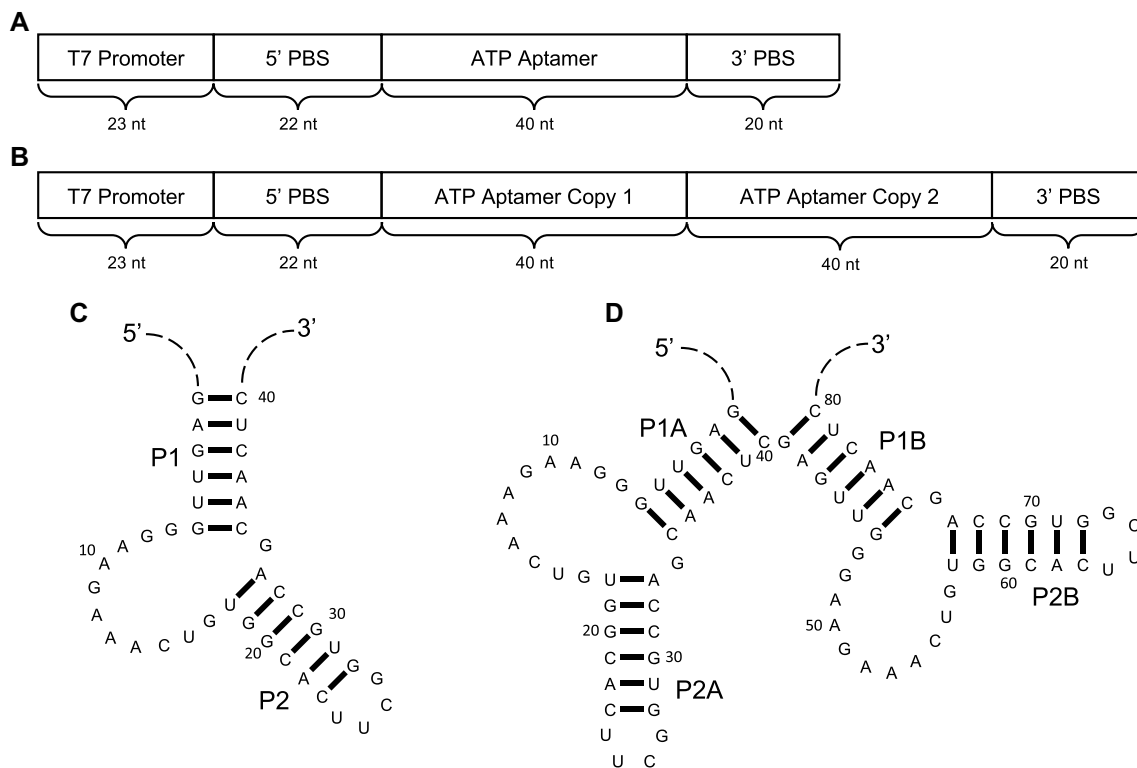 A
T7 Promoter 5’ PBS ATP Aptamer 3’ PBS
23 nt 22 nt 40 nt 20 nt
B
T7 Promoter 5’ PBS ATP Aptamer Copy 1 ATP Aptamer Copy 2 3’ PBS
23 nt 22 nt 40 nt 40 nt 20 nt
C
5’ 3’
G C 40
A U
P1 G C
U A
U A
G G G C
10 A A G
G A
A U C
A G C
A G G 30
A C U G U 20 C U
A G
P2 C G
U U C
D
5’ 3’
G C 80
P1A A C G U P1B
G U 40 A C
10 U C G A
A A G U A U A
G G G A U C G
A C G
A G A C C G U G G C 70
A U G G C A C U U 60
C U G U A G P2B
G C A U
20 G C A G
C G 30 50 A C
A U P2A G A A A
C G
U G
U U C